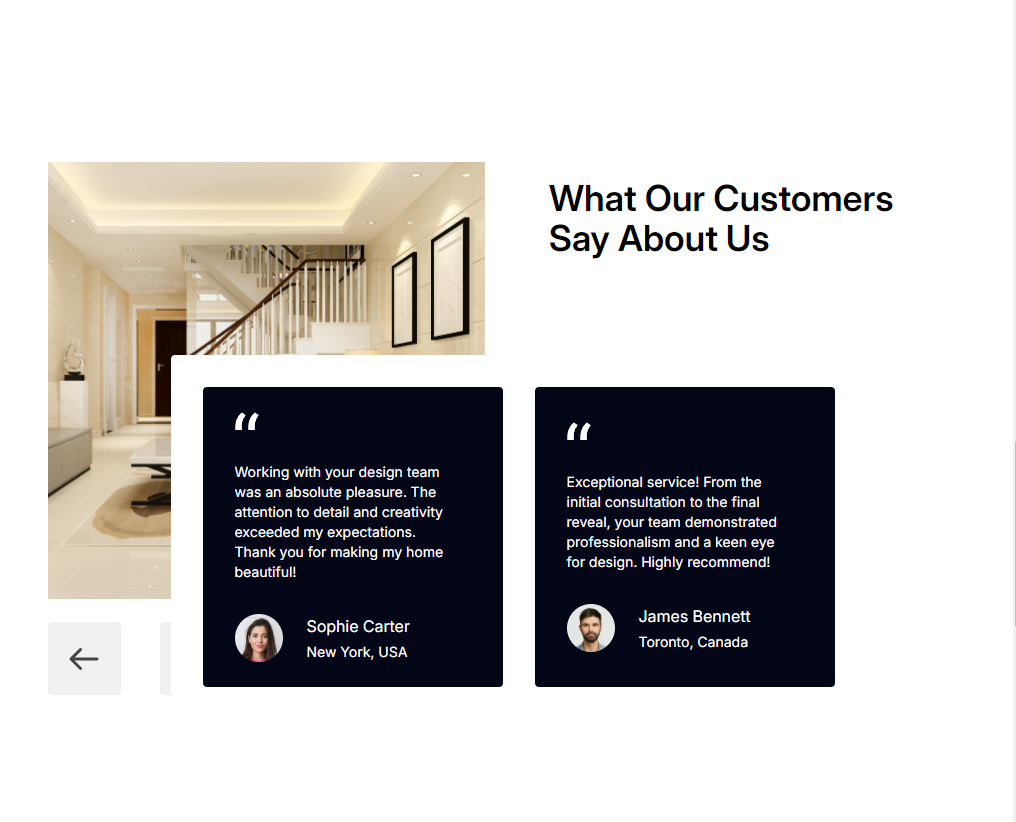 What Our Customers
Say About Us
“
Working with your design team
was an absolute pleasure. The
attention to detail and creativity
exceeded my expectations.
Thank you for making my home
beautiful!
Sophie Carter
New York, USA
“
Exceptional service! From the
initial consultation to the final
reveal, your team demonstrated
professionalism and a keen eye
for design. Highly recommend!
James Bennett
Toronto, Canada